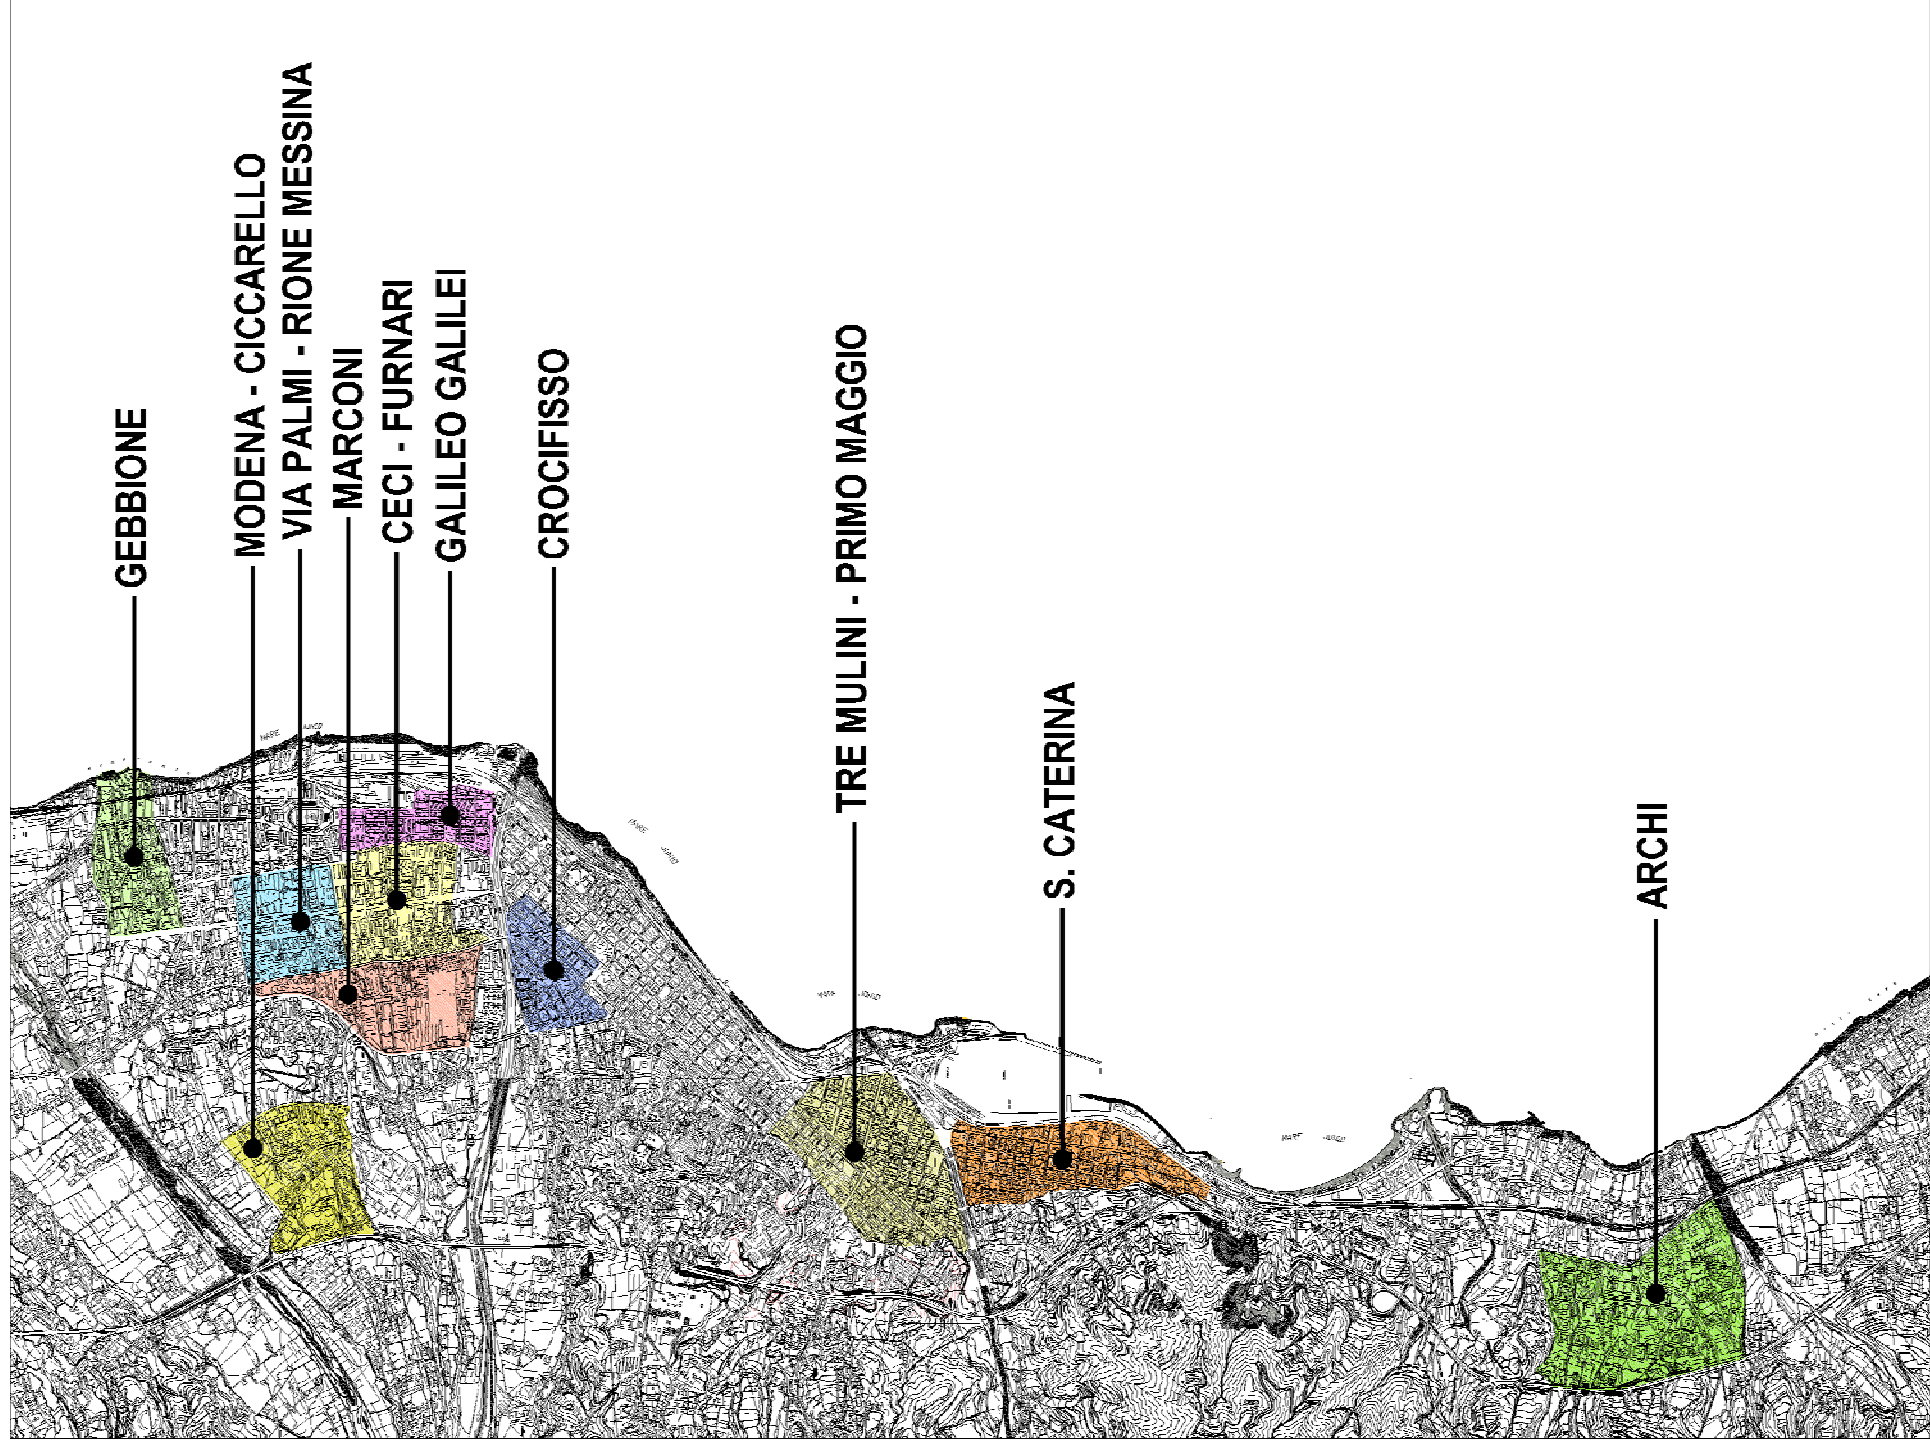 GEBBIONE
MODENA - CICCARELLO
VIA PALMI - RIONE MESSINA
MARCONI
CECI - FURNARI
GALILEO GALILEI
CROCIFISSO
TRE MULINI - PRIMO MAGGIO
S. CATERINA
ARCHI